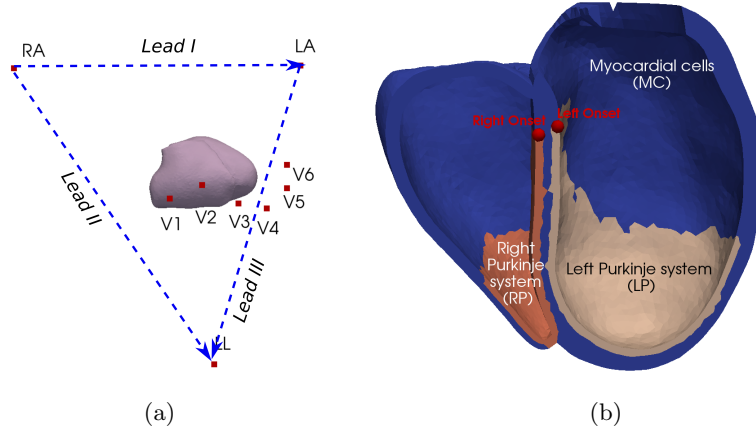 RA
Lead I
LA
Lead II
V1
V2
V3
V4
V5
V6
Lead III
LL
(a)
Myocardial cells
(MC)
Right Onset
Left Onset
Right
Purkinje
system
(RP)
Left Purkinje system
(LP)
(b)